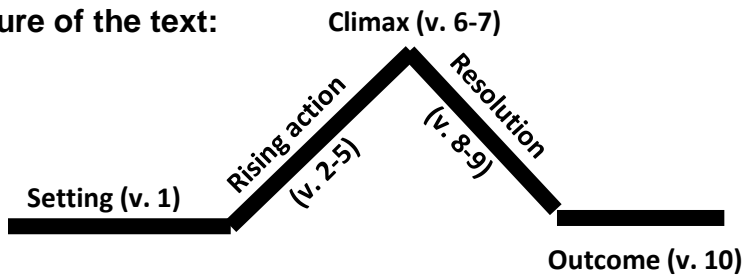 ure of the text:
Climax (v. 6-7)
Rising action
(v. 2-5)
Resolution
(v. 8-9)
Setting (v. 1)
Outcome (v. 10)